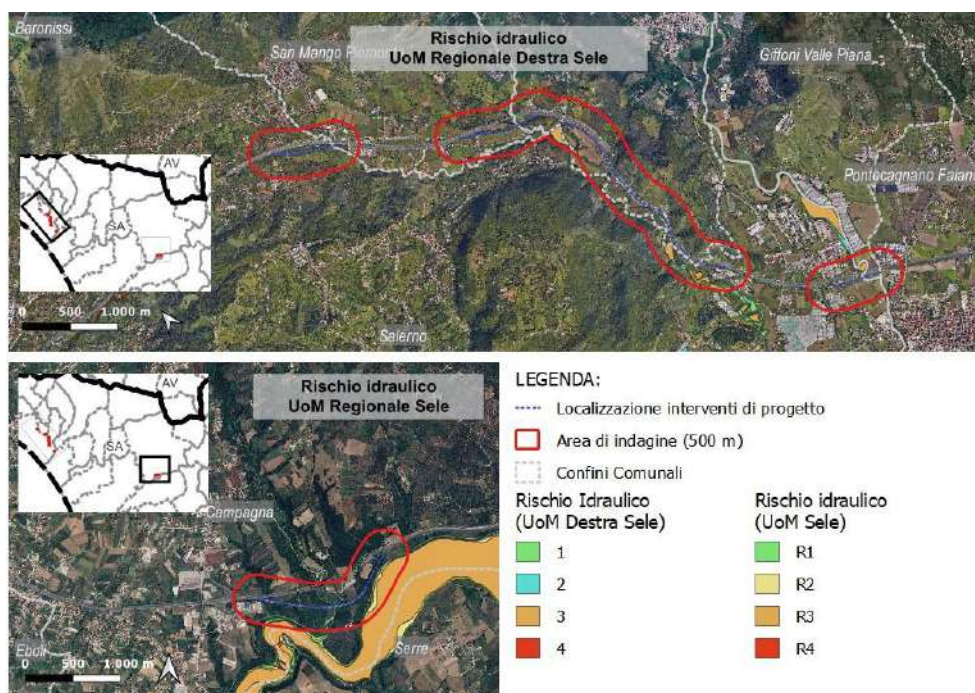 Baronissi
San Mango Piemonte
Rischio idraulico
UoM Regionale Destra Sele
Giffoni Valle Piana
Pontecagnano Faiano
AV
SA
0 500 1.000 m
Salerno
Rischio idraulico
UoM Regionale Sele
AV
SA
Campagna
Eboli
0 500 1.000 m
Serre
LEGENDA:
Localizzazione interventi di progetto
Area di indagine (500 m)
Confini Comunali
Rischio Idraulico
(UoM Destra Sele)
1
2
3
4
Rischio idraulico
(UoM Sele)
R1
R2
R3
R4